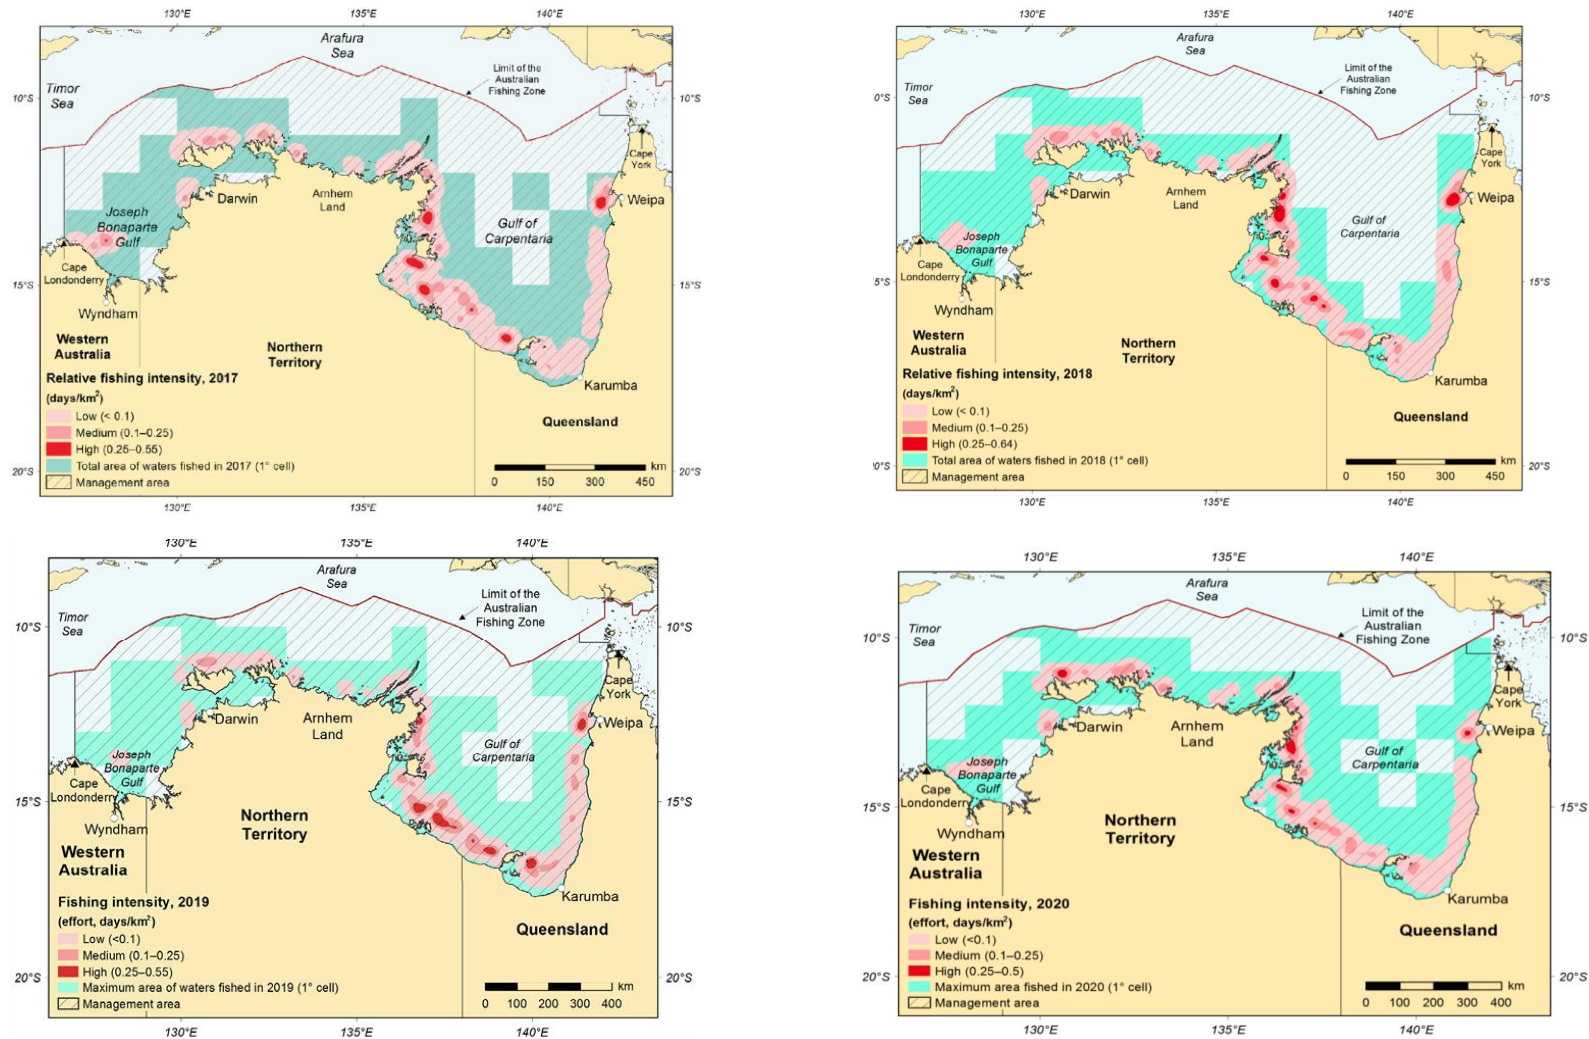 130°E 135°E 140°E
Arafura
Sea
Timor
Sea
Limit of the
Australian
Fishing Zone
10°S 10°S
Cape
York
Darwin
Arnhem
Land
Weipa
Joseph
Bonaparte
Gulf
Gulf of
Carpentaria
Cape
Londonderry
15°S 15°S
Wyndham
Western
Australia
Northern
Territory
Karumba
Relative fishing intensity, 2017
(days/km²)
Queensland
Low (< 0.1)
Medium (0.1–0.25)
High (0.25–0.55)
Total area of waters fished in 2017 (1° cell)
Management area
km
0 150 300 450
20°S 20°S
130°E 135°E 140°E
130°E 135°E 140°E
Arafura
Sea
Timor
Sea
Limit of the
Australian
Fishing Zone
0°S 10°S
Cape
York
Darwin
Arnhem
Land
Weipa
Joseph
Bonaparte
Gulf
Gulf of
Carpentaria
Cape
Londonderry
5°S 15°S
Wyndham
Western
Australia
Northern
Territory
Karumba
Relative fishing intensity, 2018
(days/km²)
Queensland
Low (< 0.1)
Medium (0.1–0.25)
High (0.25–0.64)
Total area of waters fished in 2018 (1° cell)
Management area
km
0 150 300 450
0°S 20°S
130°E 135°E 140°E
130°E 135°E 140°E
Arafura
Sea
Timor
Sea
Limit of the
Australian
Fishing Zone
10°S 10°S
Cape
York
Darwin
Arnhem
Land
Weipa
Joseph
Bonaparte
Gulf
Gulf of
Carpentaria
Cape
Londonderry
15°S 15°S
Wyndham
Western
Australia
Northern
Territory
Karumba
Fishing intensity, 2019
(effort, days/km²)
Queensland
Low (<0.1)
Medium (0.1–0.25)
High (0.25–0.55)
Maximum area of waters fished in 2019 (1° cell)
Management area
km
0 100 200 300 400
20°S 20°S
130°E 135°E 140°E
130°E 135°E 140°E
Arafura
Sea
Timor
Sea
Limit of the
Australian
Fishing Zone
10°S 10°S
Cape
York
Darwin
Arnhem
Land
Weipa
Joseph
Bonaparte
Gulf
Gulf of
Carpentaria
Cape
Londonderry
15°S 15°S
Wyndham
Western
Australia
Northern
Territory
Karumba
Fishing intensity, 2020
(effort, days/km²)
Queensland
Low (<0.1)
Medium (0.1–0.25)
High (0.25–0.5)
Maximum area fished in 2020 (1° cell)
Management area
km
0 100 200 300 400
20°S 20°S
130°E 135°E 140°E